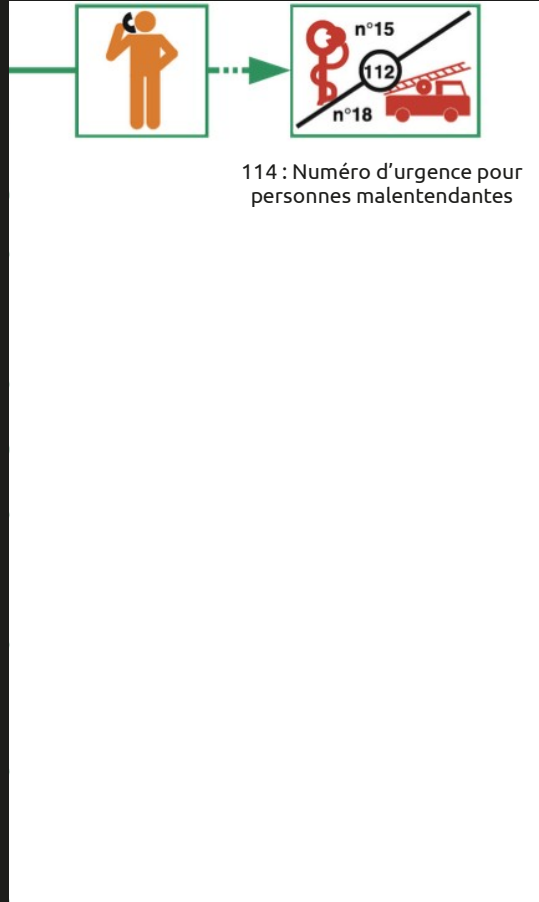 n°15
112
n°18
114 : Numéro d’urgence pour
personnes malentendantes